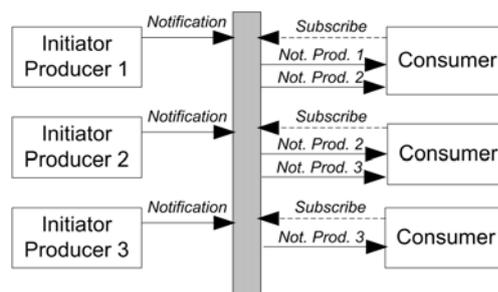 Notification
Subscribe
Initiator
Producer 1
Not. Prod. 1
Not. Prod. 2
Consumer
Notification
Subscribe
Initiator
Producer 2
Not. Prod. 2
Not. Prod. 3
Consumer
Notification
Subscribe
Initiator
Producer 3
Not. Prod. 3
Consumer